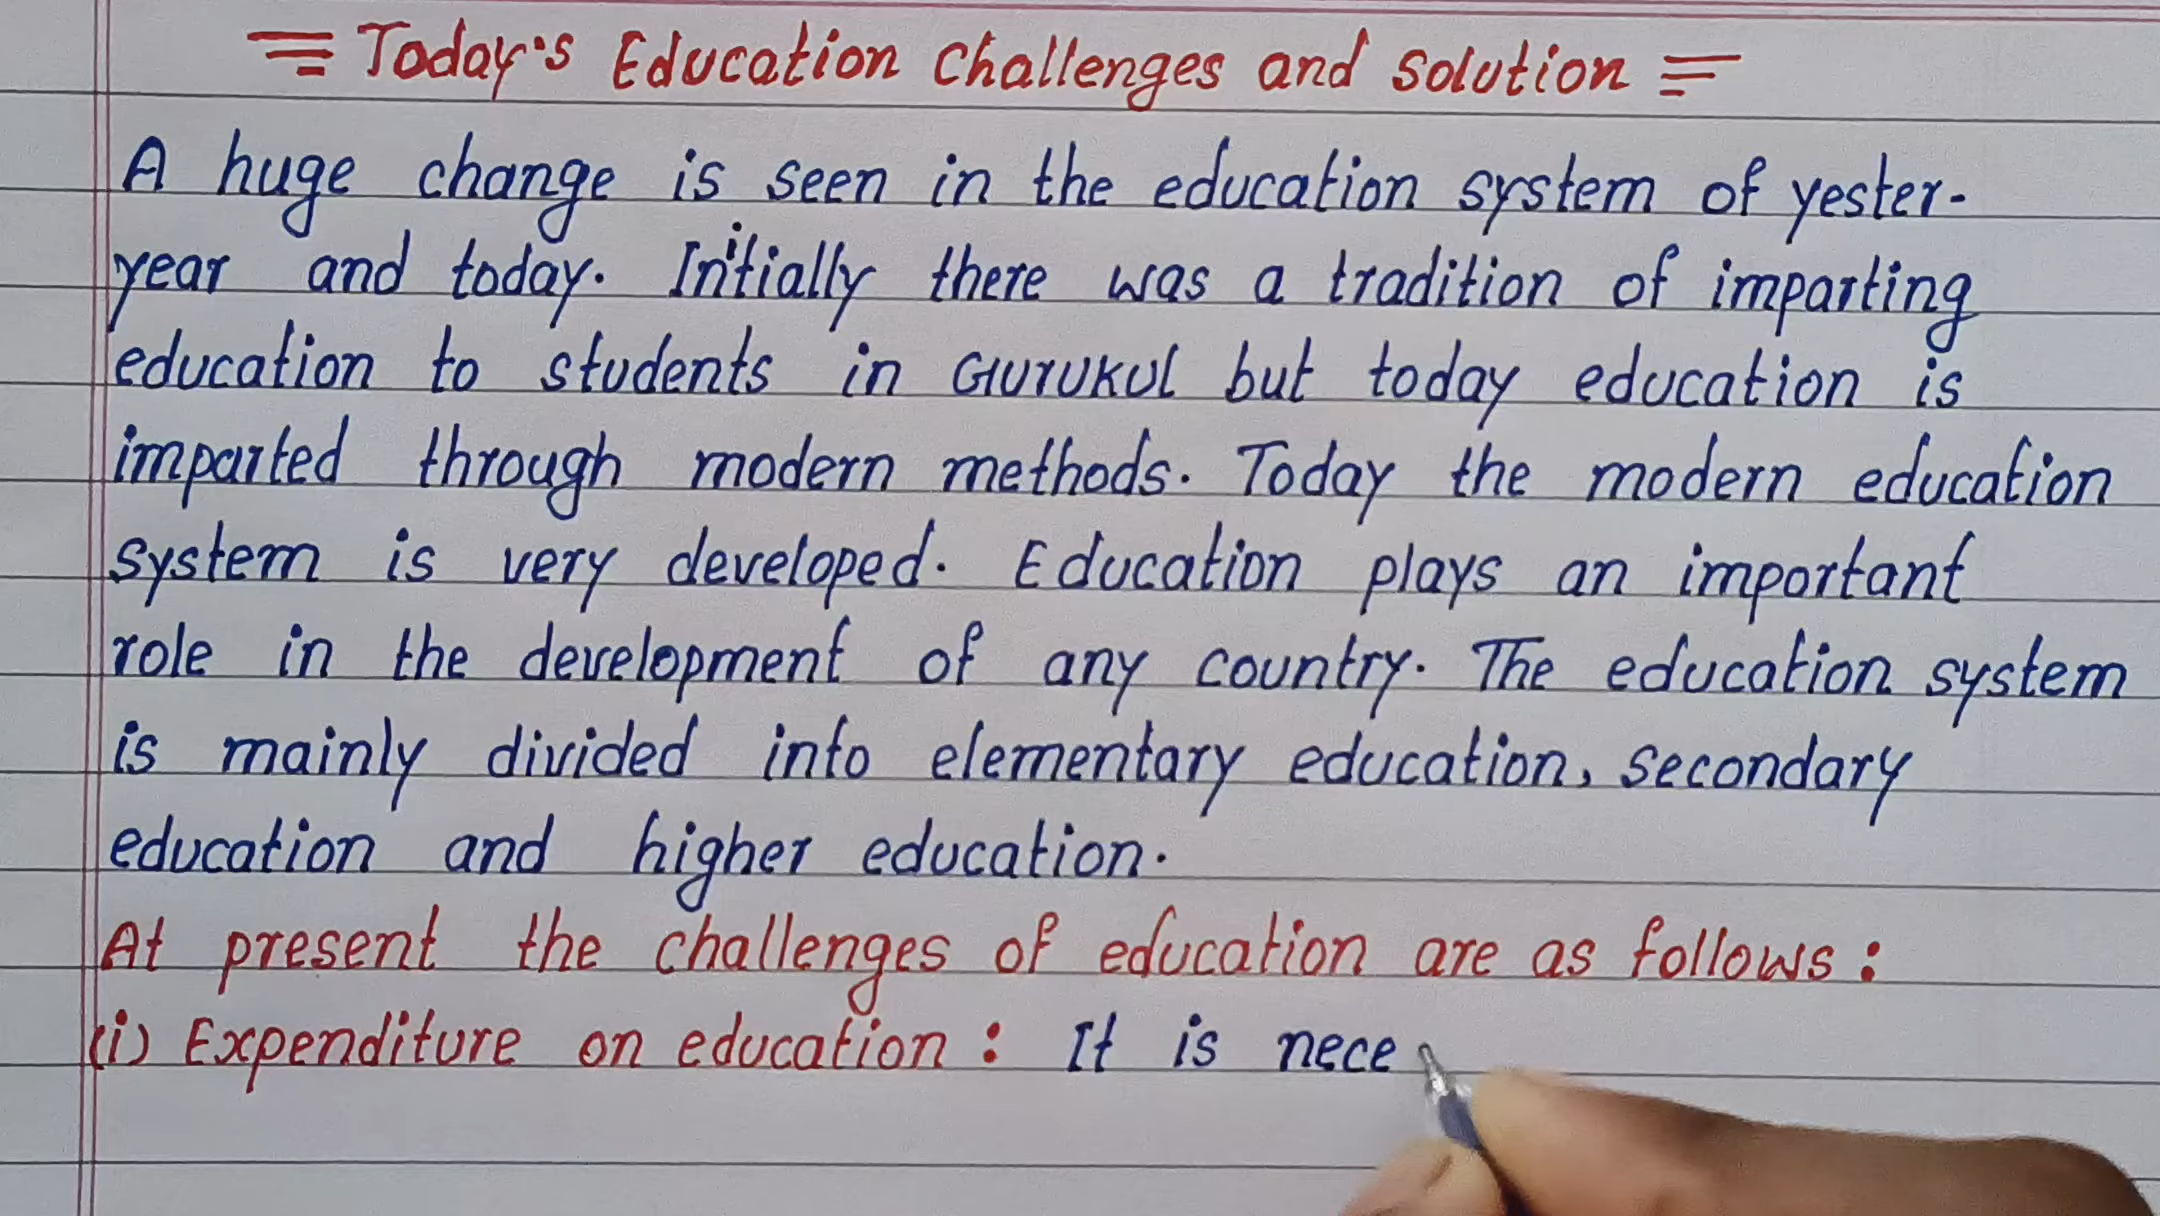 Today's Education Challenges and Solution
A huge change is seen in the education system of yester-
year and today. Initially there was a tradition of imparting
education to students in Gurukul but today education is
imparted through modern methods. Today the modern education
system is very developed. Education plays an important
role in the development of any country. The education system
is mainly divided into elementary education, secondary
education and higher education.
At present the challenges of education are as follows :
(i) Expenditure on education : It is nece